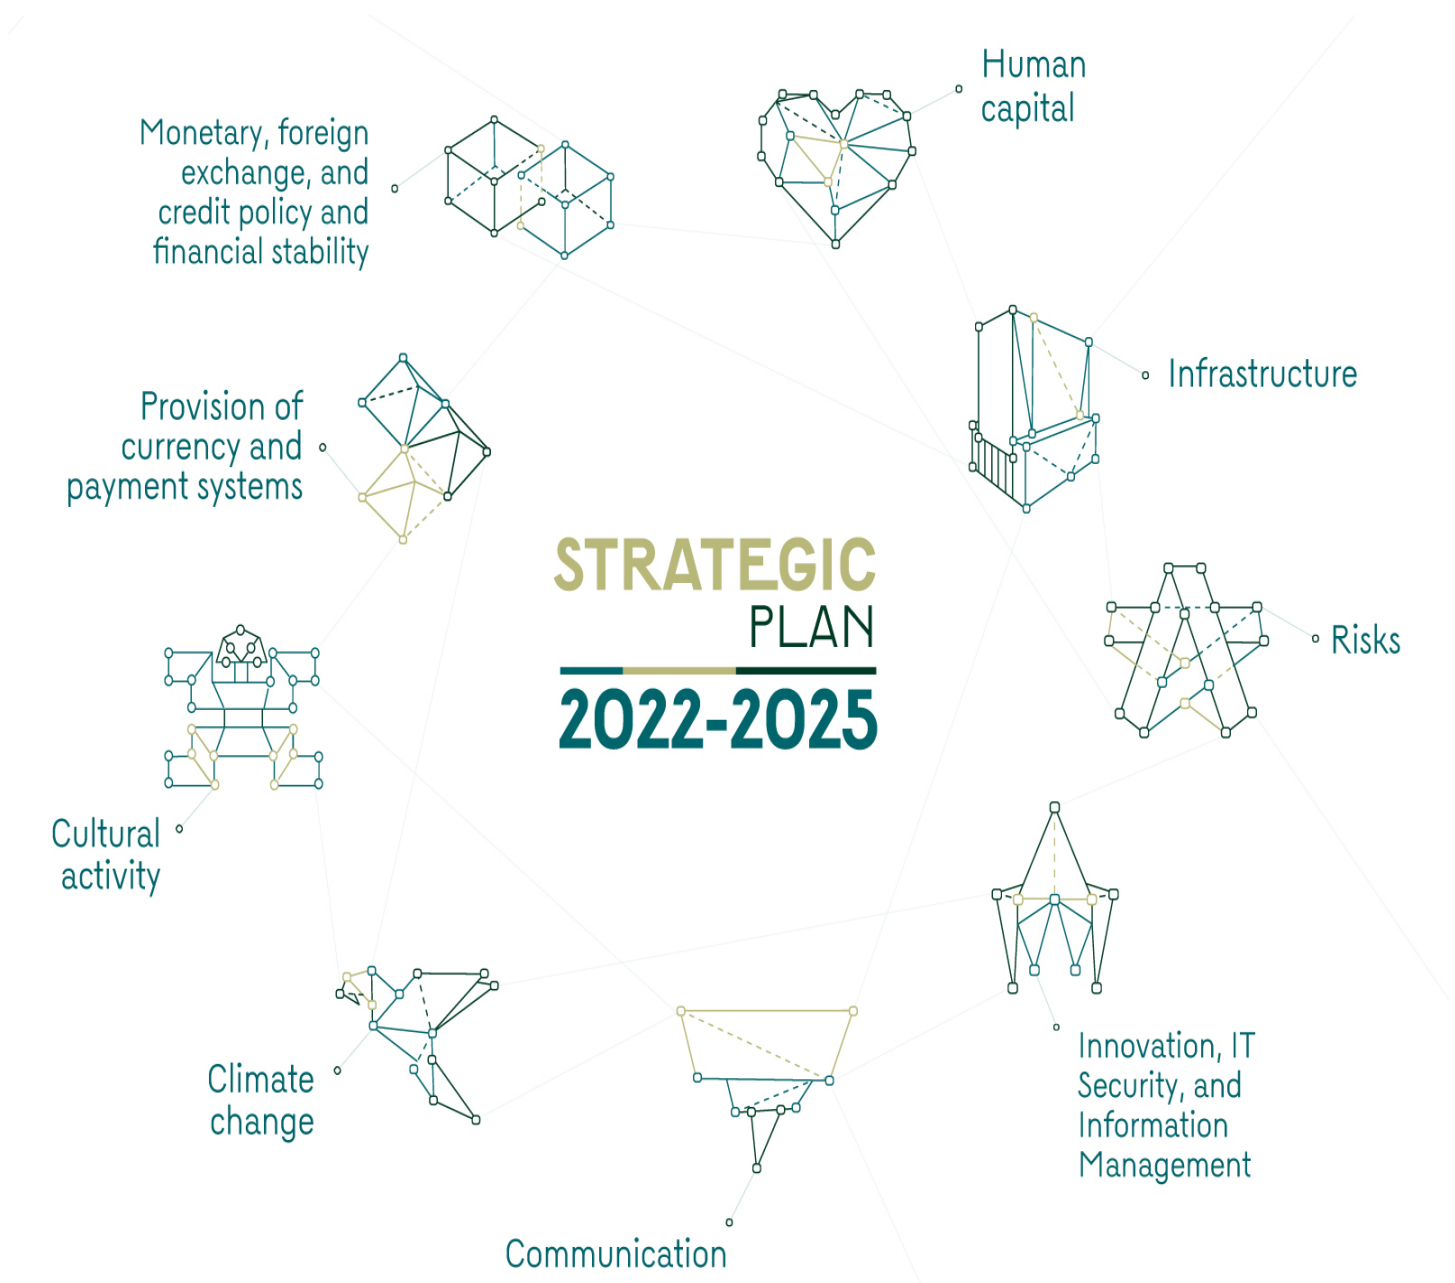 Human
capital
Monetary, foreign
exchange, and
credit policy and
financial stability
Infrastructure
Provision of
currency and
payment systems
STRATEGIC
PLAN
2022-2025
Risks
Cultural
activity
Innovation, IT
Security, and
Information
Management
Climate
change
Communication